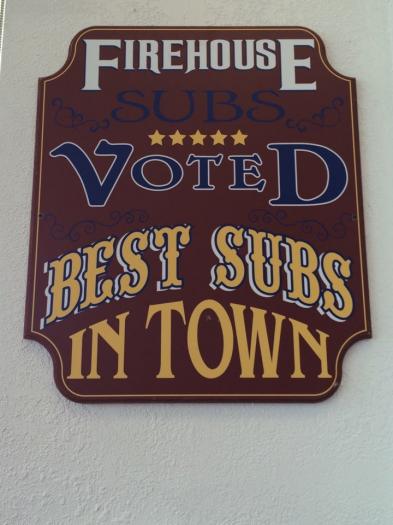 FIREHOUSE
SUBS
VOTED
BEST SUBS
IN TOWN